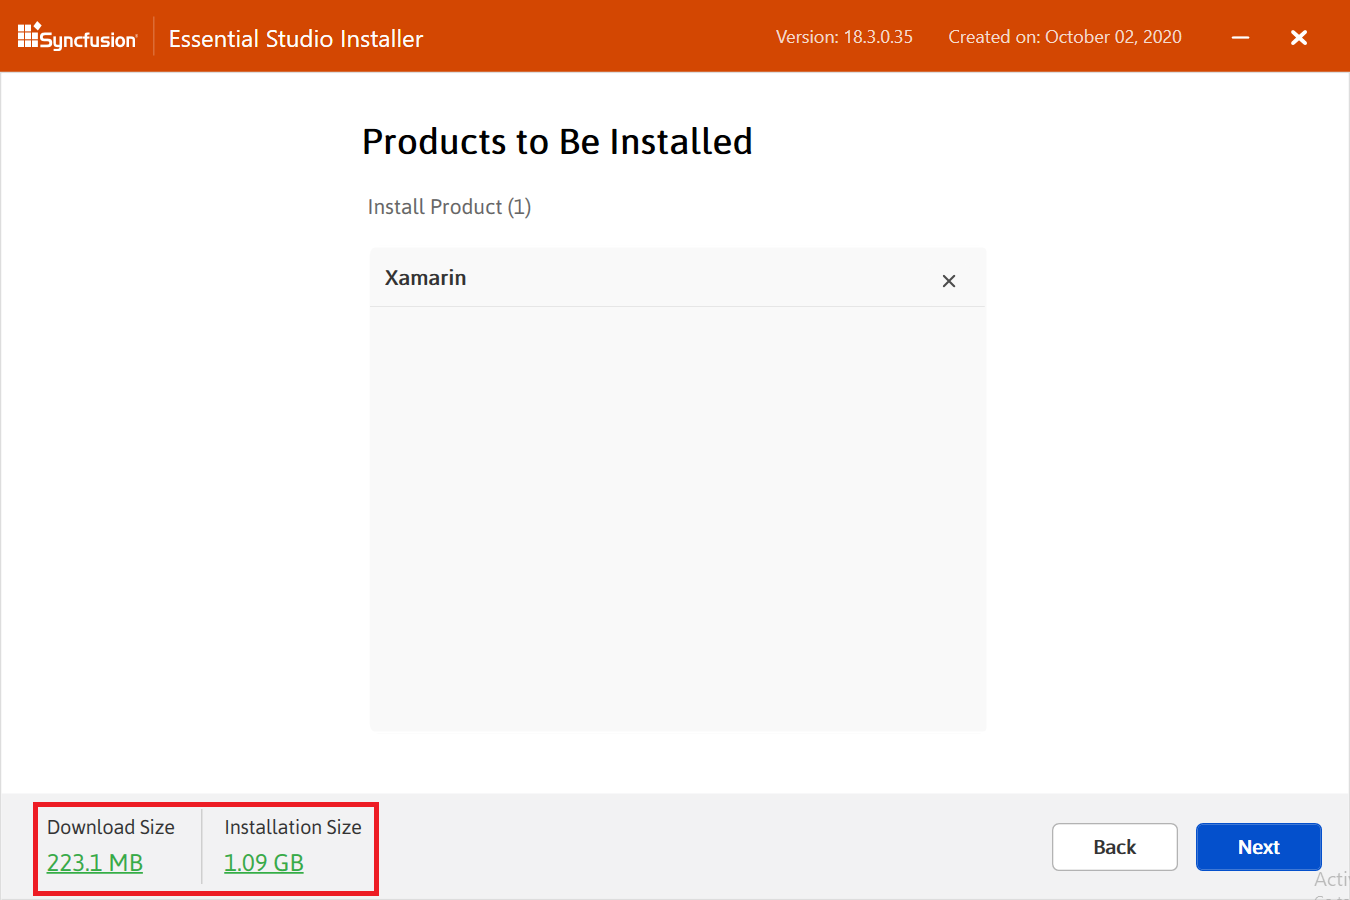 Syncfusion
Essential Studio Installer
Version: 18.3.0.35
Created on: October 02, 2020
Products to Be Installed
Install Product (1)
Xamarin
Download Size
Installation Size
223.1 MB
1.09 GB
Back
Next